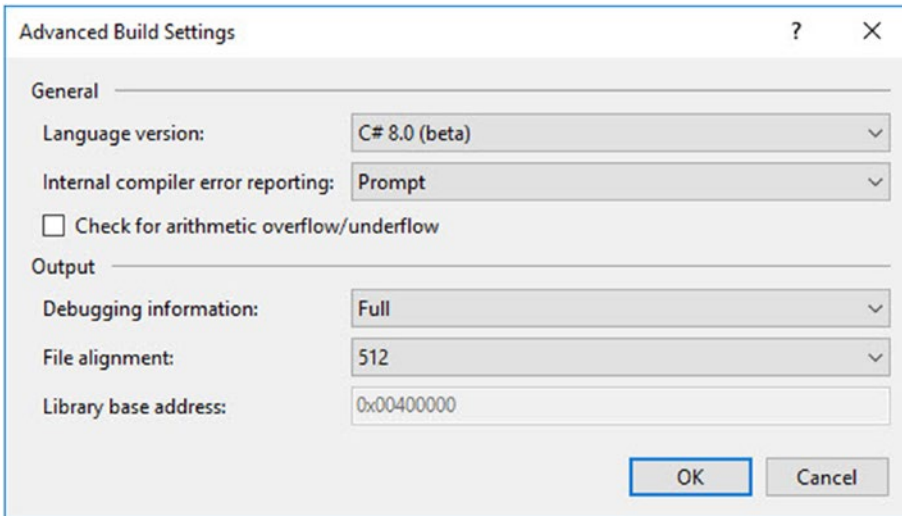 Advanced Build Settings ?
General
Language version: C# 8.0 (beta)
Internal compiler error reporting: Prompt
Check for arithmetic overflow/underflow
Output
Debugging information: Full
File alignment: 512
Library base address: 0x00400000
OK Cancel